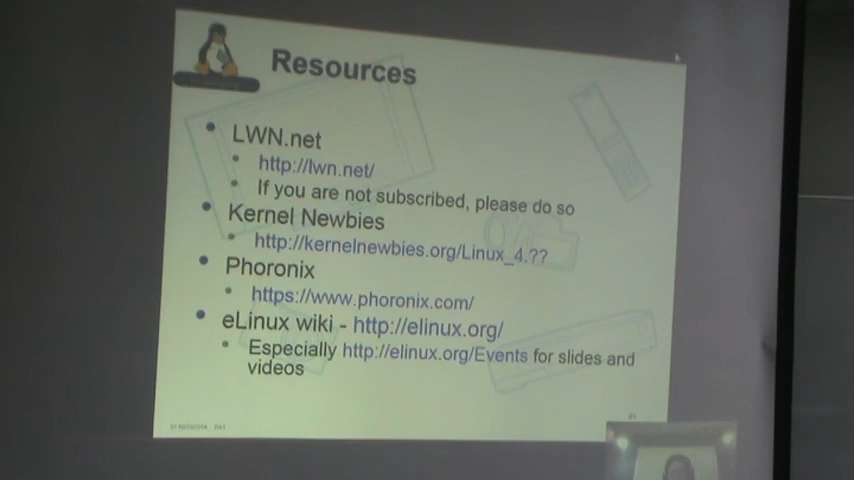 Resources
LWN.net
http://lwn.net/
If you are not subscribed, please do so
Kernel Newbies
http://kernelnewbies.org/Linux_4.??
Phoronix
https://www.phoronix.com/
eLinux wiki - http://elinux.org/
Especially http://elinux.org/Events for slides and
videos